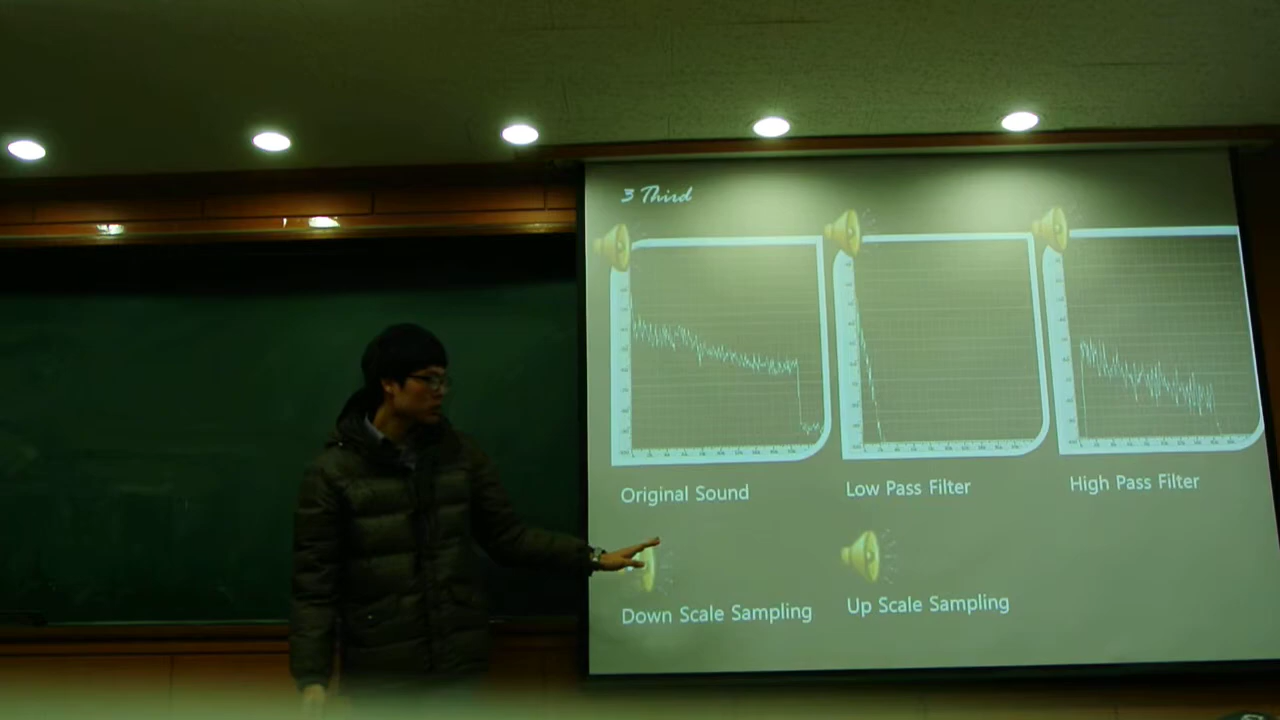 3 Third
Original Sound
Low Pass Filter
High Pass Filter
Down Scale Sampling
Up Scale Sampling